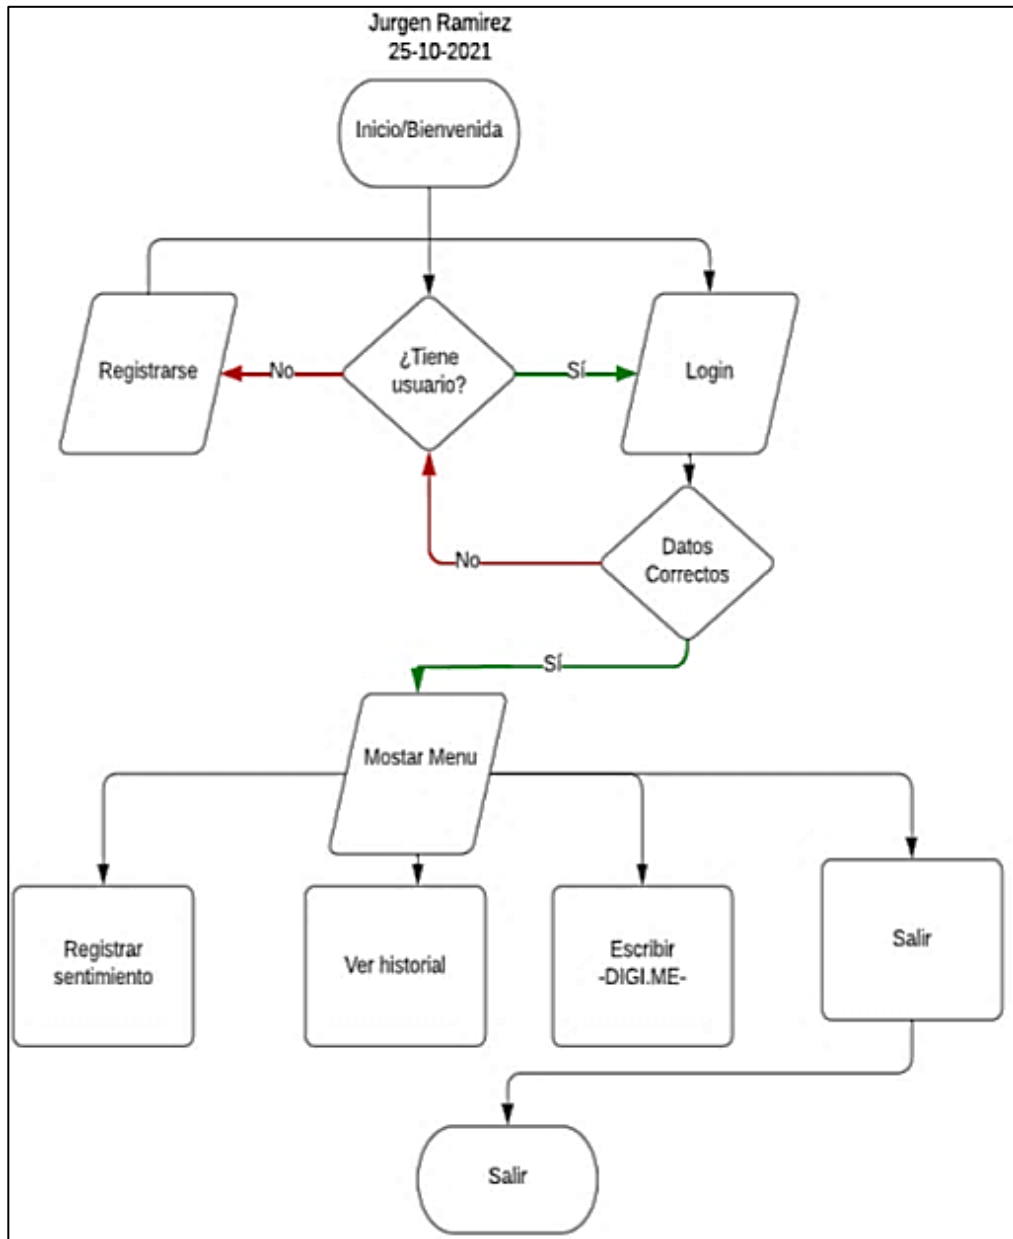 Jurgen Ramirez
25-10-2021
Inicio/Bienvenida
Registrarse
No
¿Tiene
usuario?
Sí
Login
No
Datos
Correctos
Sí
Mostar Menu
Registrar
sentimiento
Ver historial
Escribir
-DIGI.ME-
Salir
Salir